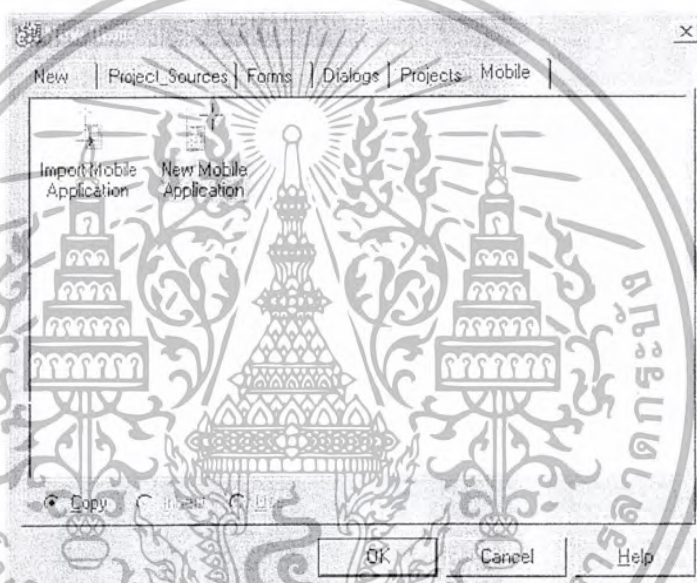 New Project_Sources Forms Dialogs Projects Mobile
Import Mobile Application
New Mobile Application
Copy
OK Cancel Help